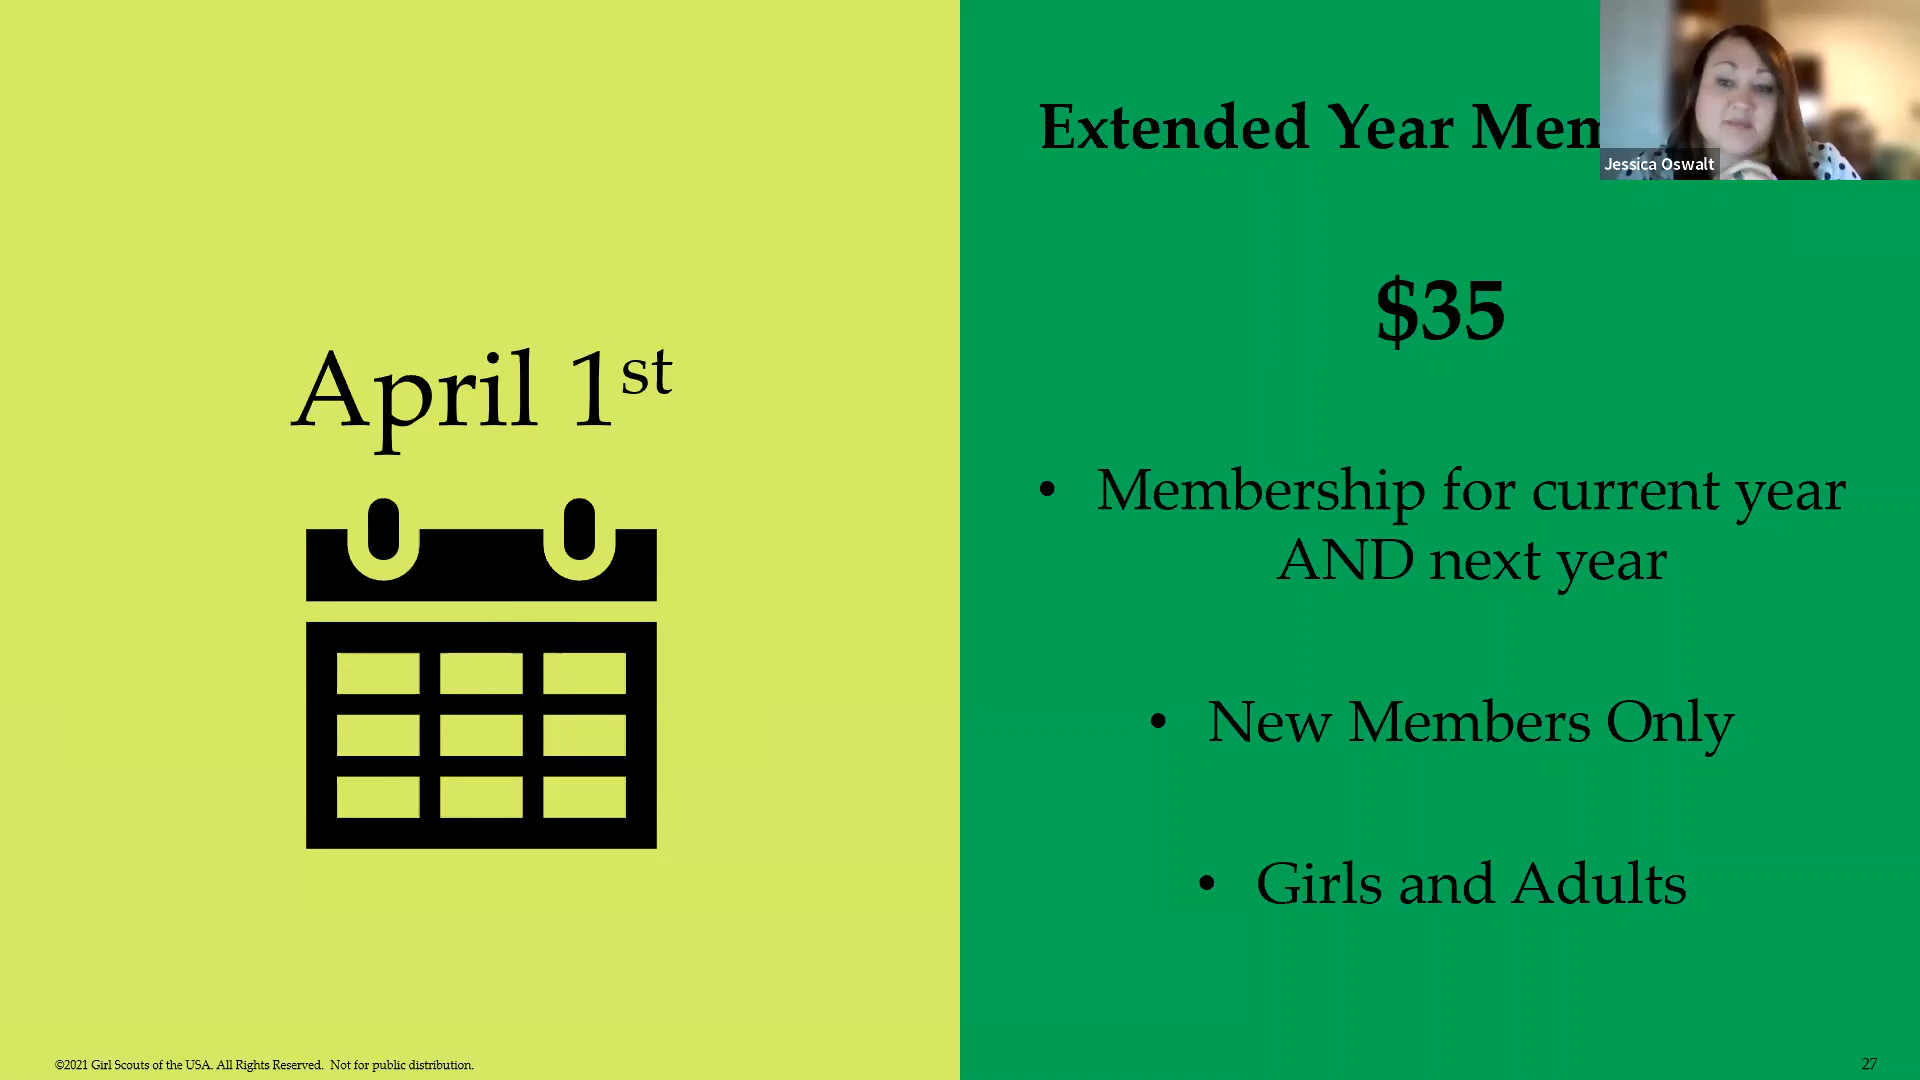 April 1st
Extended Year Mem
Jessica Oswalt
$35
• Membership for current year
AND next year
• New Members Only
• Girls and Adults
©2021 Girl Scouts of the USA. All Rights Reserved. Not for public distribution.
27